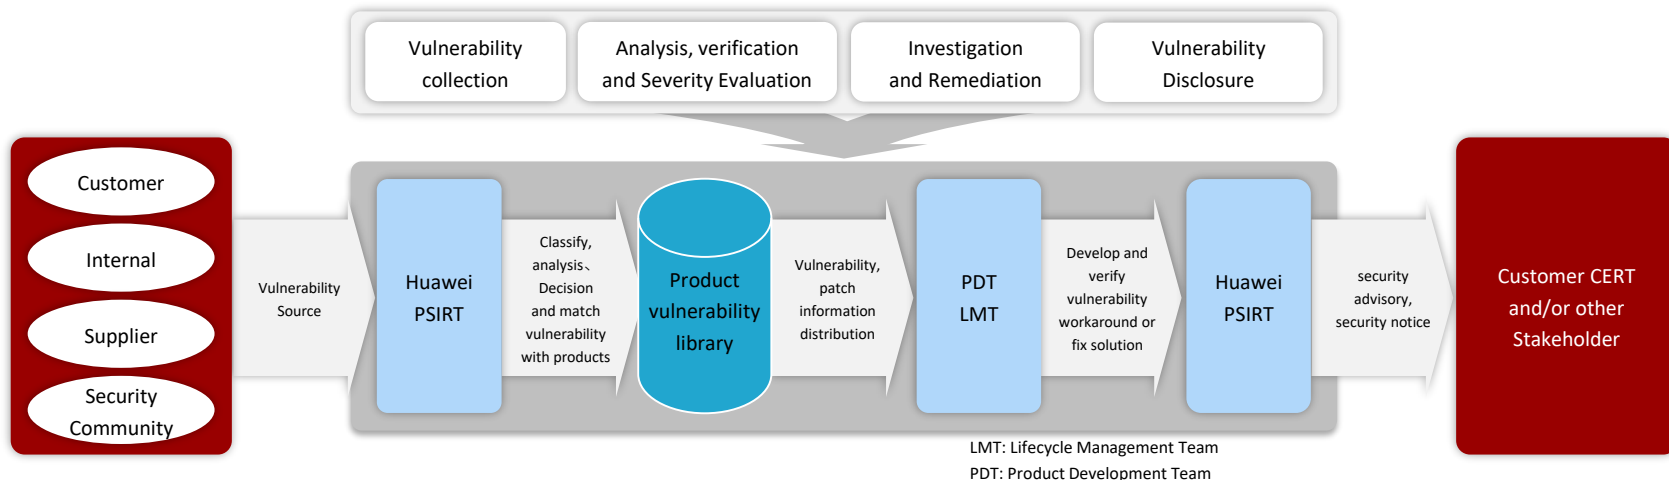 Vulnerability
collection
Analysis, verification
and Severity Evaluation
Investigation
and Remediation
Vulnerability
Disclosure
Customer
Internal
Supplier
Security
Community
Vulnerability
Source
Huawei
PSIRT
Classify,
analysis、
Decision
and match
vulnerability
with products
Product
vulnerability
library
Vulnerability,
patch
information
distribution
PDT
LMT
Develop and
verify
vulnerability
workaround or
fix solution
Huawei
PSIRT
security
advisory,
security notice
Customer CERT
and/or other
Stakeholder
LMT: Lifecycle Management Team
PDT: Product Development Team